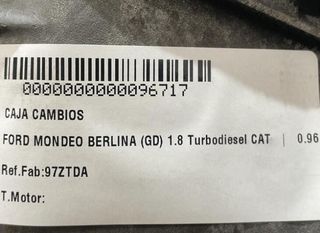 0000000000096717
CAJA CAMBIOS
FORD MONDEO BERLINA (GD) 1.8 Turbodiesel CAT | 0.96
Ref.Fab:97ZTDA
T.Motor: